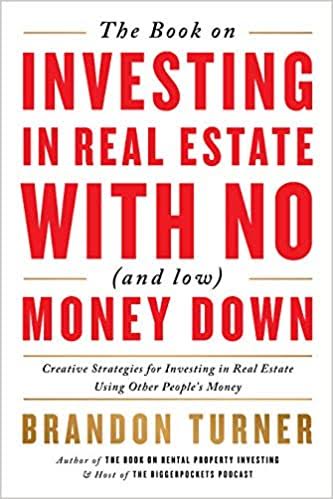 The Book on
INVESTING
IN REAL ESTATE
WITH NO
(and low)
MONEY DOWN
Creative Strategies for Investing in Real Estate
Using Other People's Money
BRANDON TURNER
Author of THE BOOK ON RENTAL PROPERTY INVESTING
& Host of THE BIGGERPOCKETS PODCAST